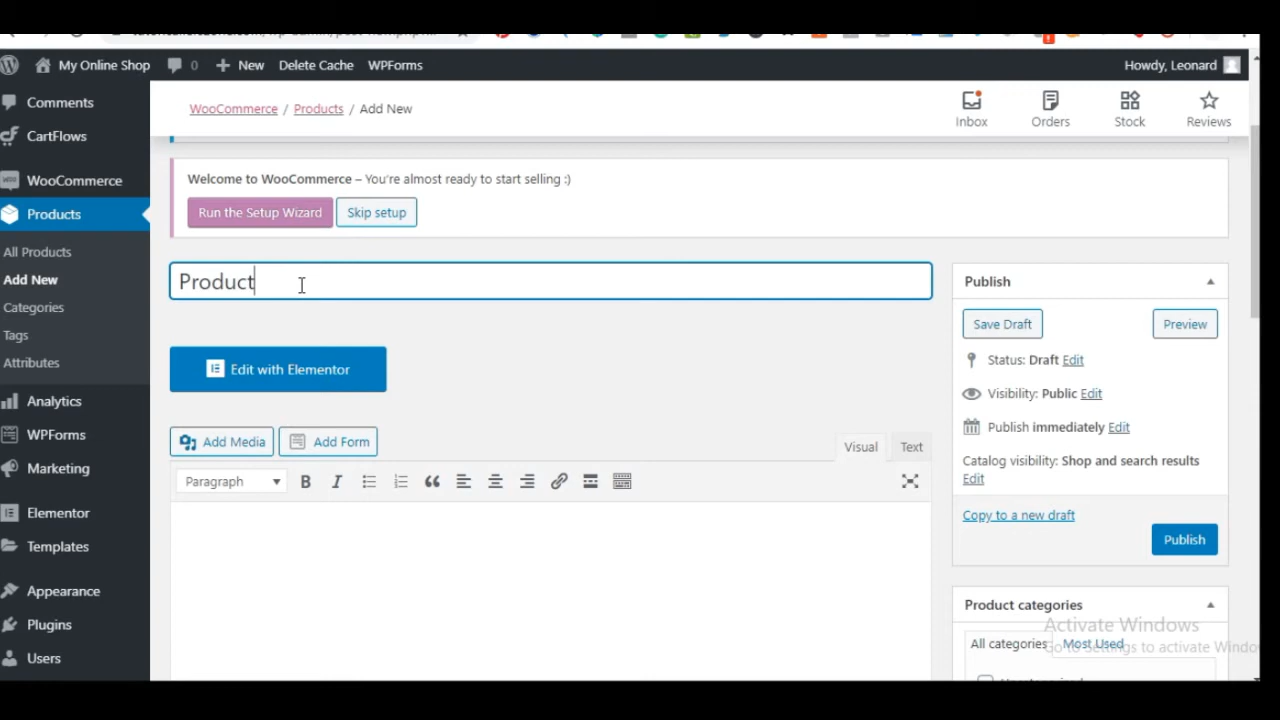 My Online Shop 0 New Delete Cache WPForms Howdy, Leonard
Comments
CartFlows
WooCommerce
Products
All Products
Add New
Categories
Tags
Attributes
Analytics
WPForms
Marketing
Elementor
Templates
Appearance
Plugins
Users
WooCommerce / Products / Add New
Inbox Orders Stock Reviews
Welcome to WooCommerce – You're almost ready to start selling :)
Run the Setup Wizard Skip setup
Product
Edit with Elementor
Add Media Add Form
Visual Text
Paragraph
Publish
Save Draft Preview
Status: Draft Edit
Visibility: Public Edit
Publish immediately Edit
Catalog visibility: Shop and search results
Edit
Copy to a new draft
Publish
Product categories
All categories Most Used
Activate Windows
Go to Settings to activate